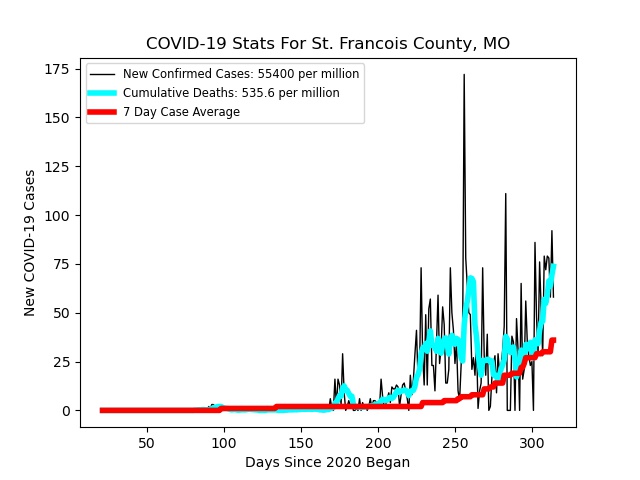 COVID-19 Stats For St. Francois County, MO
New Confirmed Cases: 55400 per million
Cumulative Deaths: 535.6 per million
7 Day Case Average
New COVID-19 Cases
175
150
125
100
75
50
25
0
50 100 150 200 250 300
Days Since 2020 Began